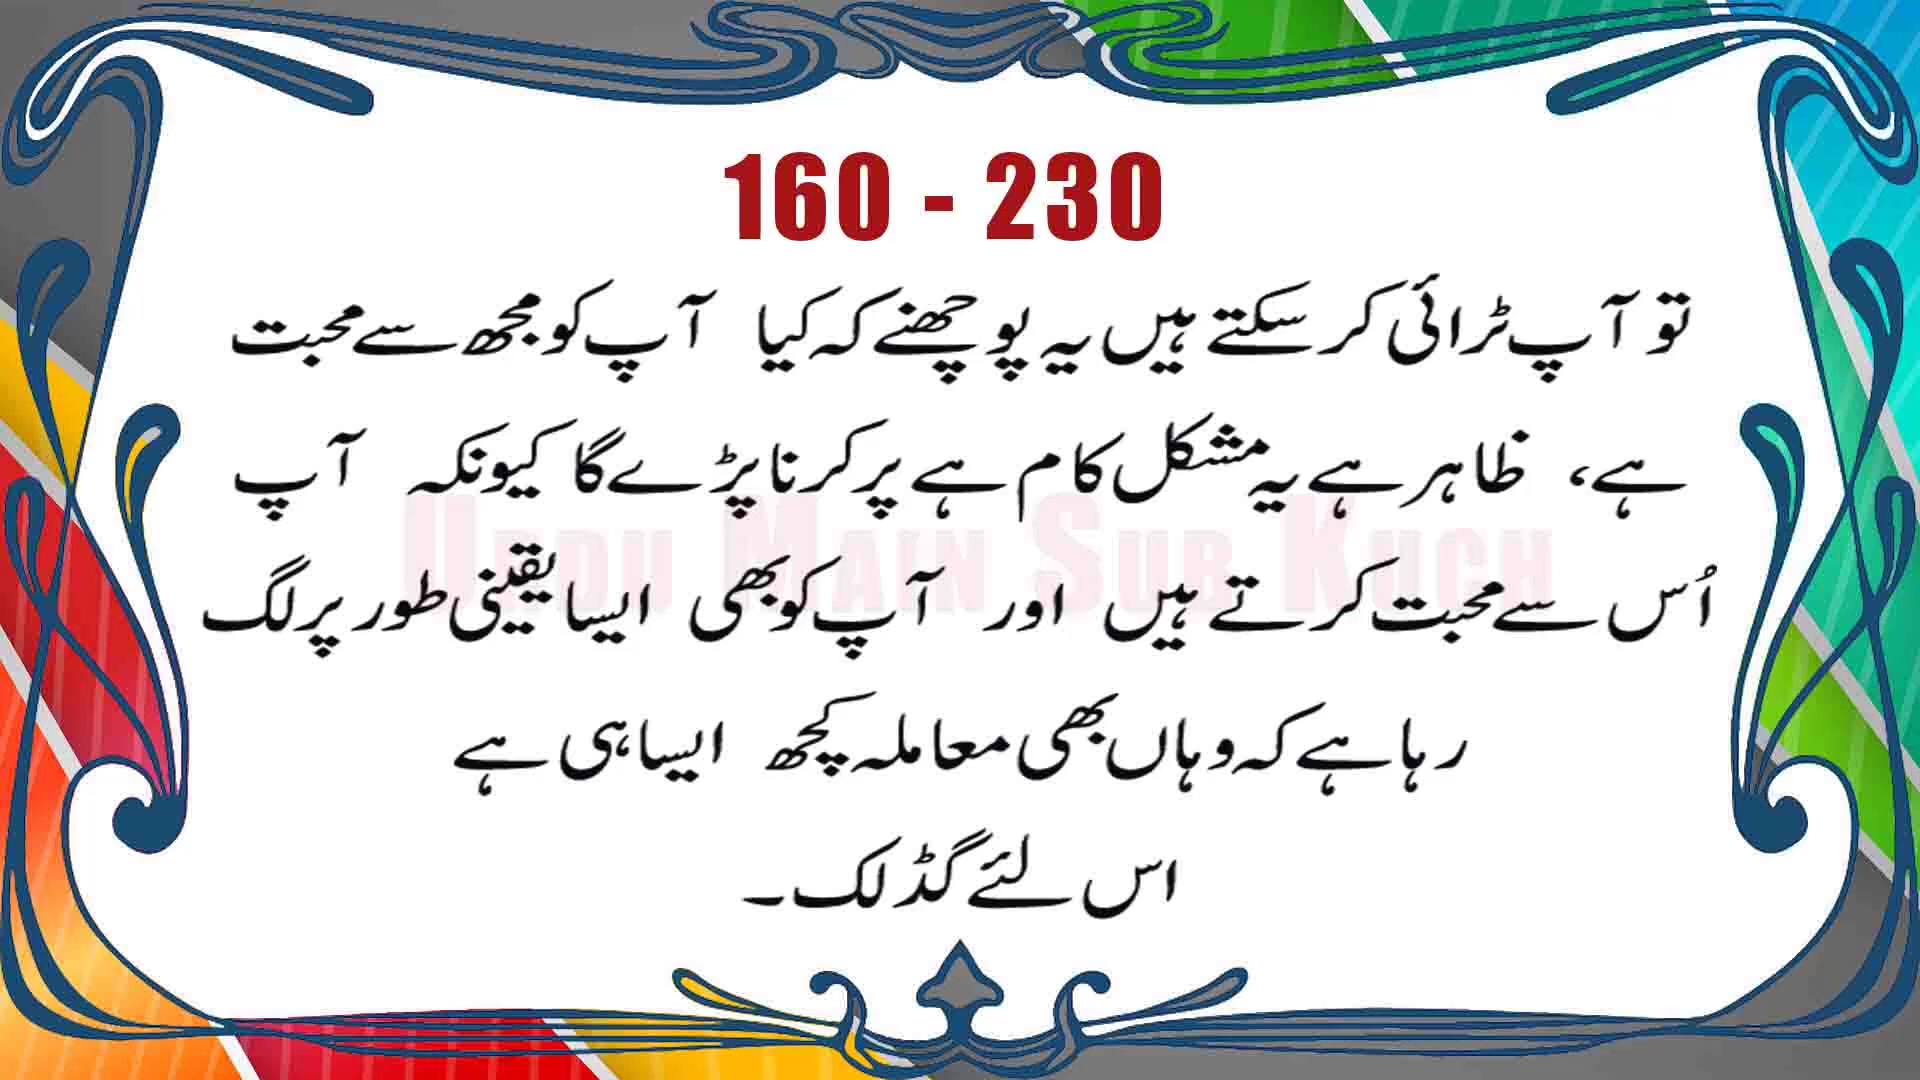 160 - 230
تو آپ ٹرائی کر سکتے ہیں یہ پوچھنے کہ کیا آپ کو مجھ سے محبت
ہے، ظاہر ہے یہ مشکل کام ہے پر کرنا پڑے گا کیونکہ آپ
اُس سے محبت کرتے ہیں اور آپ کو بھی ایسا یقینی طور پر لگ
رہا ہے کہ وہاں بھی معاملہ کچھ ایسا ہی ہے
اس لئے گڈ لک۔
Urdu Main Sub Kuch